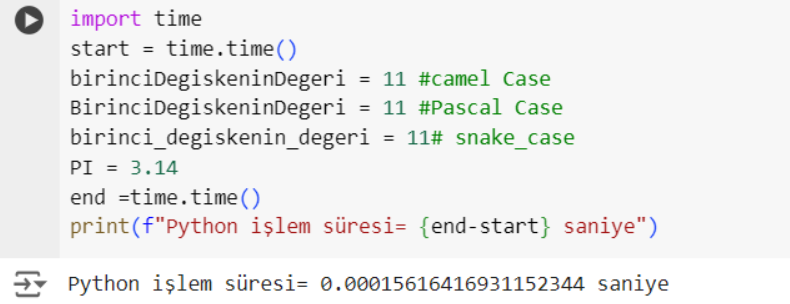 import time
start = time.time()
birinciDegiskeninDegeri = 11 #camel Case
BirinciDegiskeninDegeri = 11 #Pascal Case
birinci_degiskenin_degeri = 11# snake_case
PI = 3.14
end =time.time()
print(f"Python işlem süresi= {end-start} saniye")
Python işlem süresi= 0.00015616416931152344 saniye